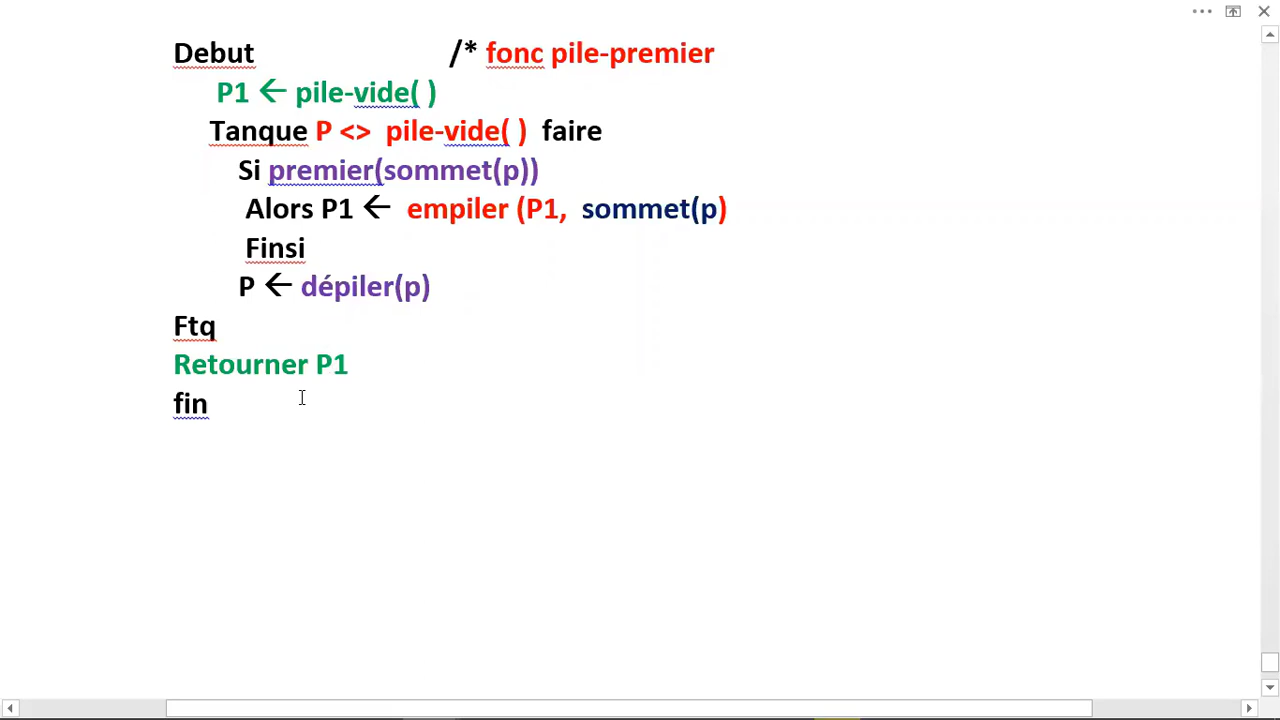 Debut /* fonc pile-premier
P1 ← pile-vide( )
Tanque P <> pile-vide( ) faire
Si premier(sommet(p))
Alors P1 ← empiler (P1, sommet(p)
Finsi
P ← dépiler(p)
Ftq
Retourner P1
fin